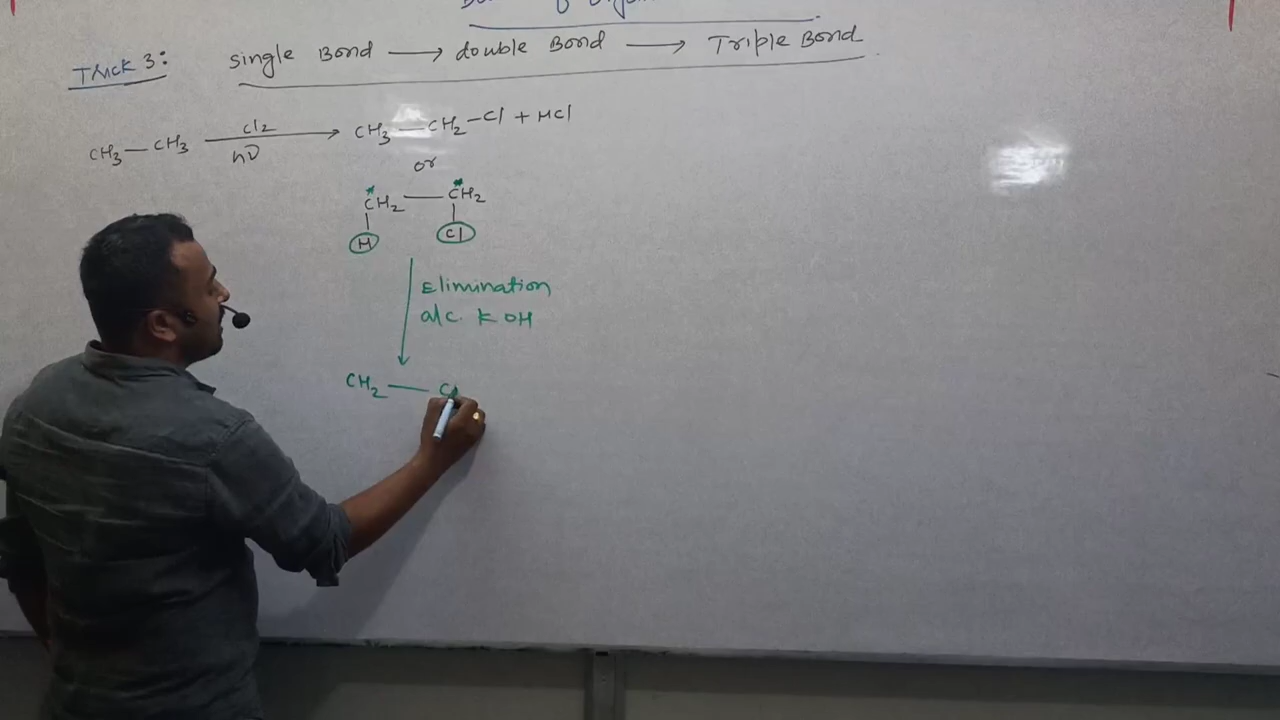 Trick 3: single Bond → double Bond → Triple Bond
CH₃ — CH₃ Cl₂ hν → CH₃ — CH₂ – Cl + HCl
or
* *
CH₂ — CH₂
H Cl
Elimination
alc. KOH
CH₂ — C